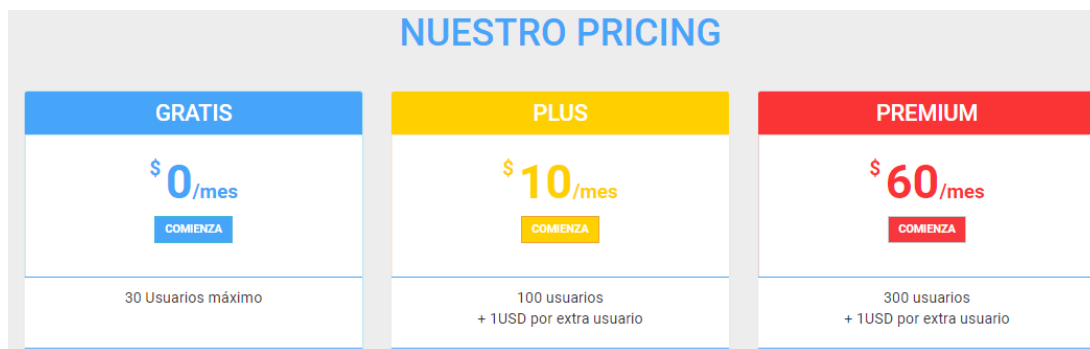 NUESTRO PRICING
GRATIS
$0/mes
COMIENZA
30 Usuarios máximo
PLUS
$10/mes
COMIENZA
100 usuarios
+ 1USD por extra usuario
PREMIUM
$60/mes
COMIENZA
300 usuarios
+ 1USD por extra usuario